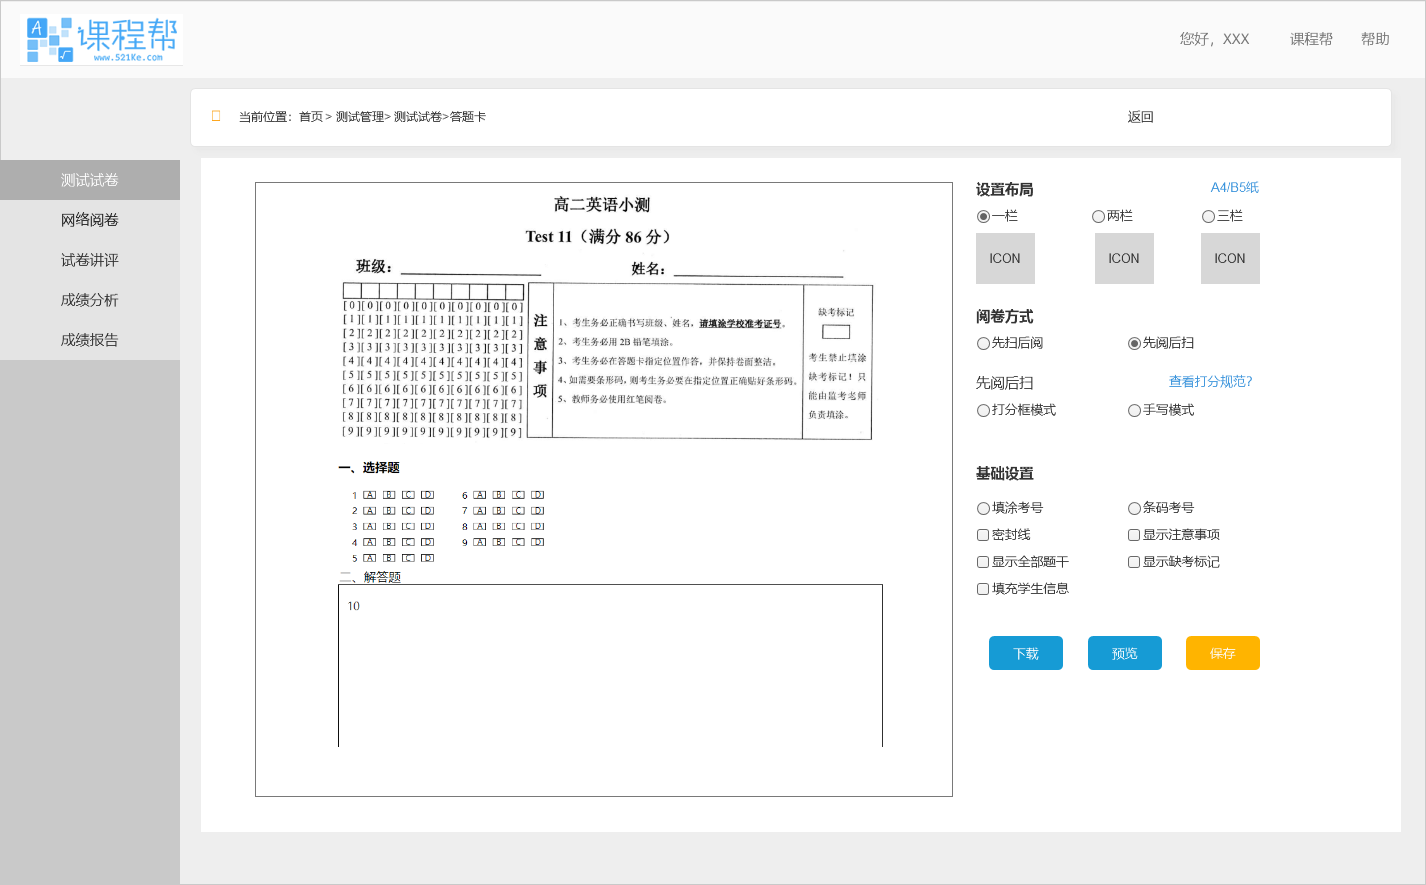 A
√
课程帮
www.521Ke.com
您好，XXX 课程帮 帮助
当前位置：首页 > 测试管理> 测试试卷>答题卡 返回
测试试卷
网络阅卷
试卷讲评
成绩分析
成绩报告
高二英语小测
Test 11（满分 86 分）
班级： 姓名：
[0][0][0][0][0][0][0][0][0][0]
[1][1][1][1][1][1][1][1][1][1]
[2][2][2][2][2][2][2][2][2][2]
[3][3][3][3][3][3][3][3][3][3]
[4][4][4][4][4][4][4][4][4][4]
[5][5][5][5][5][5][5][5][5][5]
[6][6][6][6][6][6][6][6][6][6]
[7][7][7][7][7][7][7][7][7][7]
[8][8][8][8][8][8][8][8][8][8]
[9][9][9][9][9][9][9][9][9][9]
注
意
事
项
1、考生务必正确书写班级、姓名，请填涂学校准考证号。
2、考生务必用 2B 铅笔填涂。
3、考生务必在答题卡指定位置作答，并保持卷面整洁。
4、如需要条形码，则考生务必要在指定位置正确贴好条形码。
5、教师务必使用红笔阅卷。
缺考标记
考生禁止填涂
缺考标记！只
能由监考老师
负责填涂。
一、选择题
1 A B C D 6 A B C D
2 A B C D 7 A B C D
3 A B C D 8 A B C D
4 A B C D 9 A B C D
5 A B C D
二、解答题
10
设置布局 A4/B5纸
一栏 两栏 三栏
ICON ICON ICON
阅卷方式
先扫后阅 先阅后扫
先阅后扫 查看打分规范?
打分框模式 手写模式
基础设置
填涂考号 条码考号
密封线 显示注意事项
显示全部题干 显示缺考标记
填充学生信息
下载 预览 保存